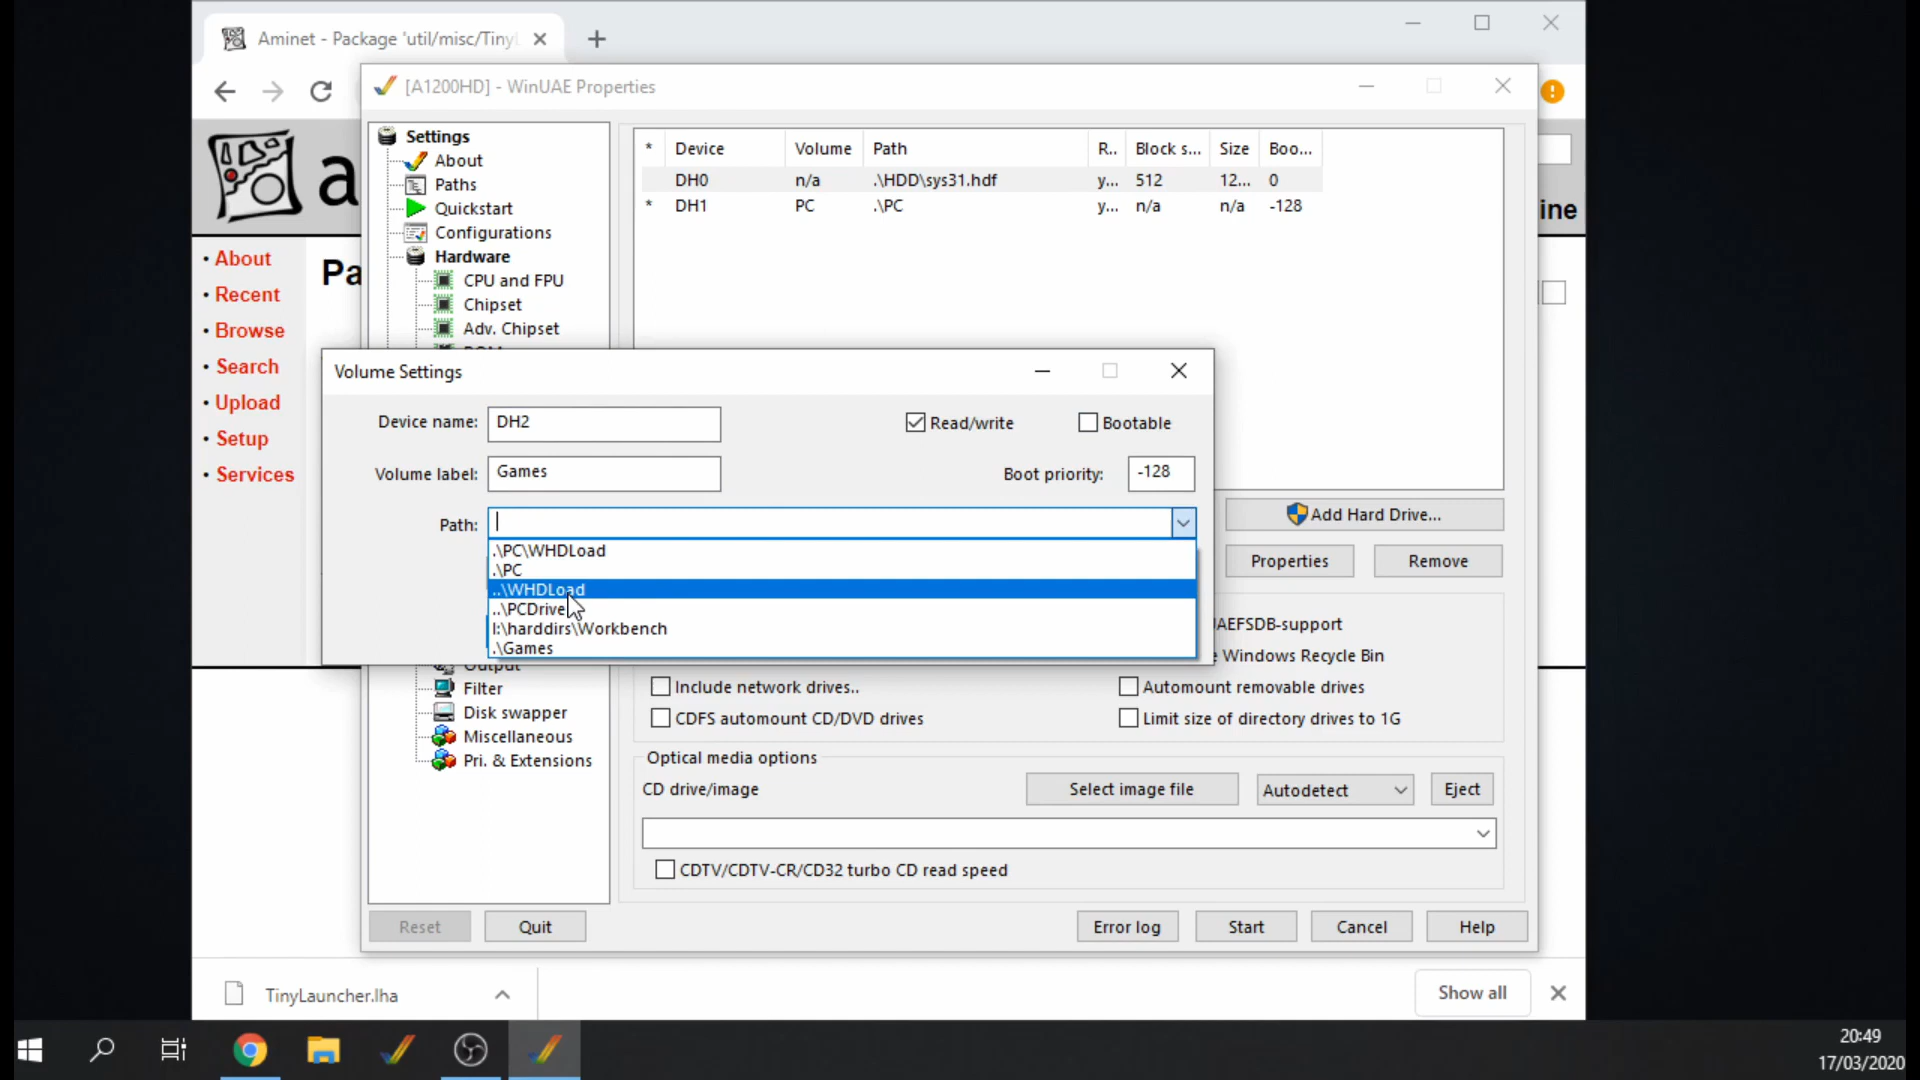 Aminet - Package 'util/misc/Tiny
[A1200HD] - WinUAE Properties
a
ine
• About
• Recent
• Browse
• Search
• Upload
• Setup
• Services
Pa
Settings
About
Paths
Quickstart
Configurations
Hardware
CPU and FPU
Chipset
Adv. Chipset
* Device Volume Path R.. Block s... Size Boo...
DH0 n/a .\HDD\sys31.hdf y... 512 12... 0
* DH1 PC .\PC y... n/a n/a -128
Volume Settings
Device name: DH2
Read/write
Bootable
Volume label: Games
Boot priority: -128
Path:
.\PC\WHDLoad
.\PC
..\WHDLoad
..\PCDrive
I:\harddirs\Workbench
.\Games
Add Hard Drive...
Properties
Remove
AEFSDB-support
Windows Recycle Bin
Output
Filter
Disk swapper
Miscellaneous
Pri. & Extensions
Include network drives..
Automount removable drives
CDFS automount CD/DVD drives
Limit size of directory drives to 1G
Optical media options
CD drive/image
Select image file
Autodetect
Eject
CDTV/CDTV-CR/CD32 turbo CD read speed
Reset
Quit
Error log
Start
Cancel
Help
TinyLauncher.lha
Show all
20:49
17/03/2020